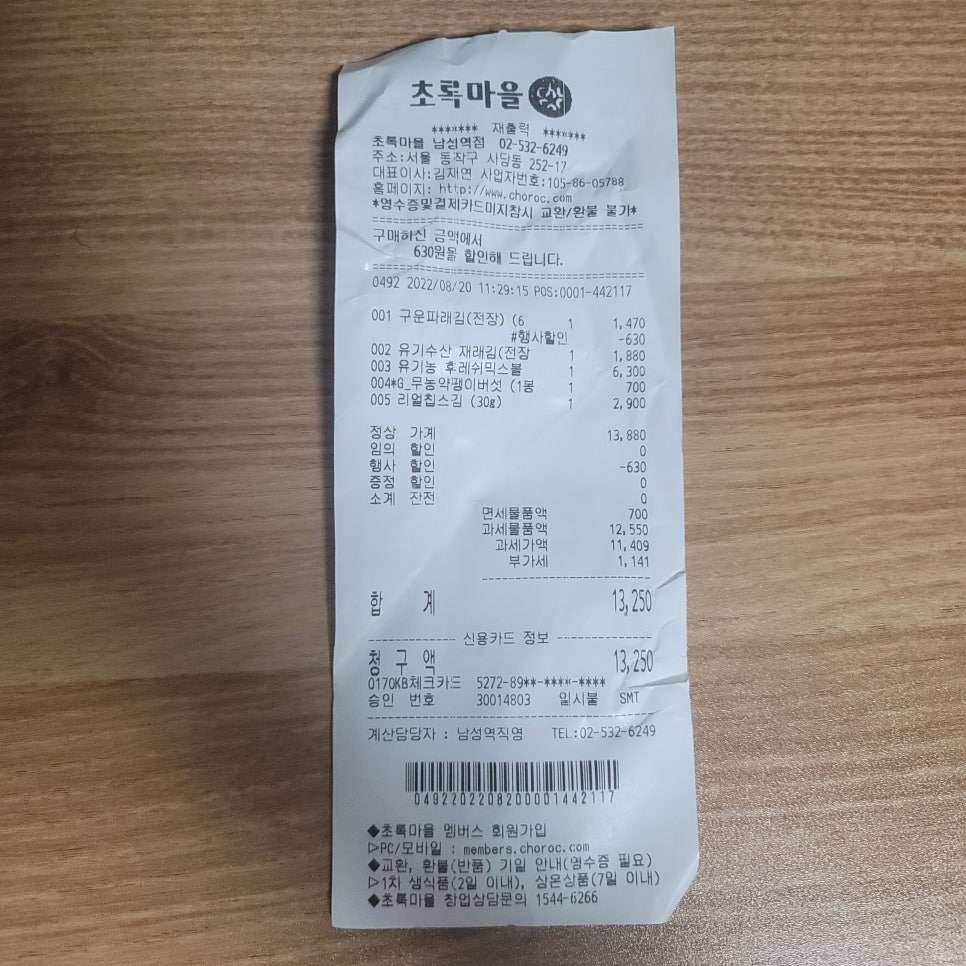 초록마을
******* 재출력 *******
초록마을 남성역점 02-532-6249
주소:서울 동작구 사당동 252-17
대표이사:김재연 사업자번호:105-86-05788
홈페이지: http://www.choroc.com
*영수증및결제카드미지참시 교환/환불 불가*
구매하신 금액에서
630원을 할인해 드립니다.
0492 2022/08/20 11:29:15 POS:0001-442117
001 구운파래김(전장) (6 1 1,470
#행사할인 -630
002 유기수산 재래김(전장 1 1,880
003 유기농 후레쉬믹스볼 1 6,300
004*G_무농약팽이버섯 (1봉 1 700
005 리얼칩스김 (30g) 1 2,900
정상 가계 13,880
임의 할인 0
행사 할인 -630
증정 할인 0
소계 잔전 0
면세물품액 700
과세물품액 12,550
과세가액 11,409
부가세 1,141
합 계 13,250
신용카드 정보
청 구 액 13,250
0170KB체크카드 5272-89**-****-****
승인 번호 30014803 일시불 SMT
계산담당자 : 남성역직영 TEL:02-532-6249
0492202208200001442117
◆초록마을 멤버스 회원가입
▷PC/모바일 : members.choroc.com
◆교환, 환불(반품) 기일 안내(영수증 필요)
▷1차 생식품(2일 이내), 상온상품(7일 이내)
◆초록마을 창업상담문의 1544-6266